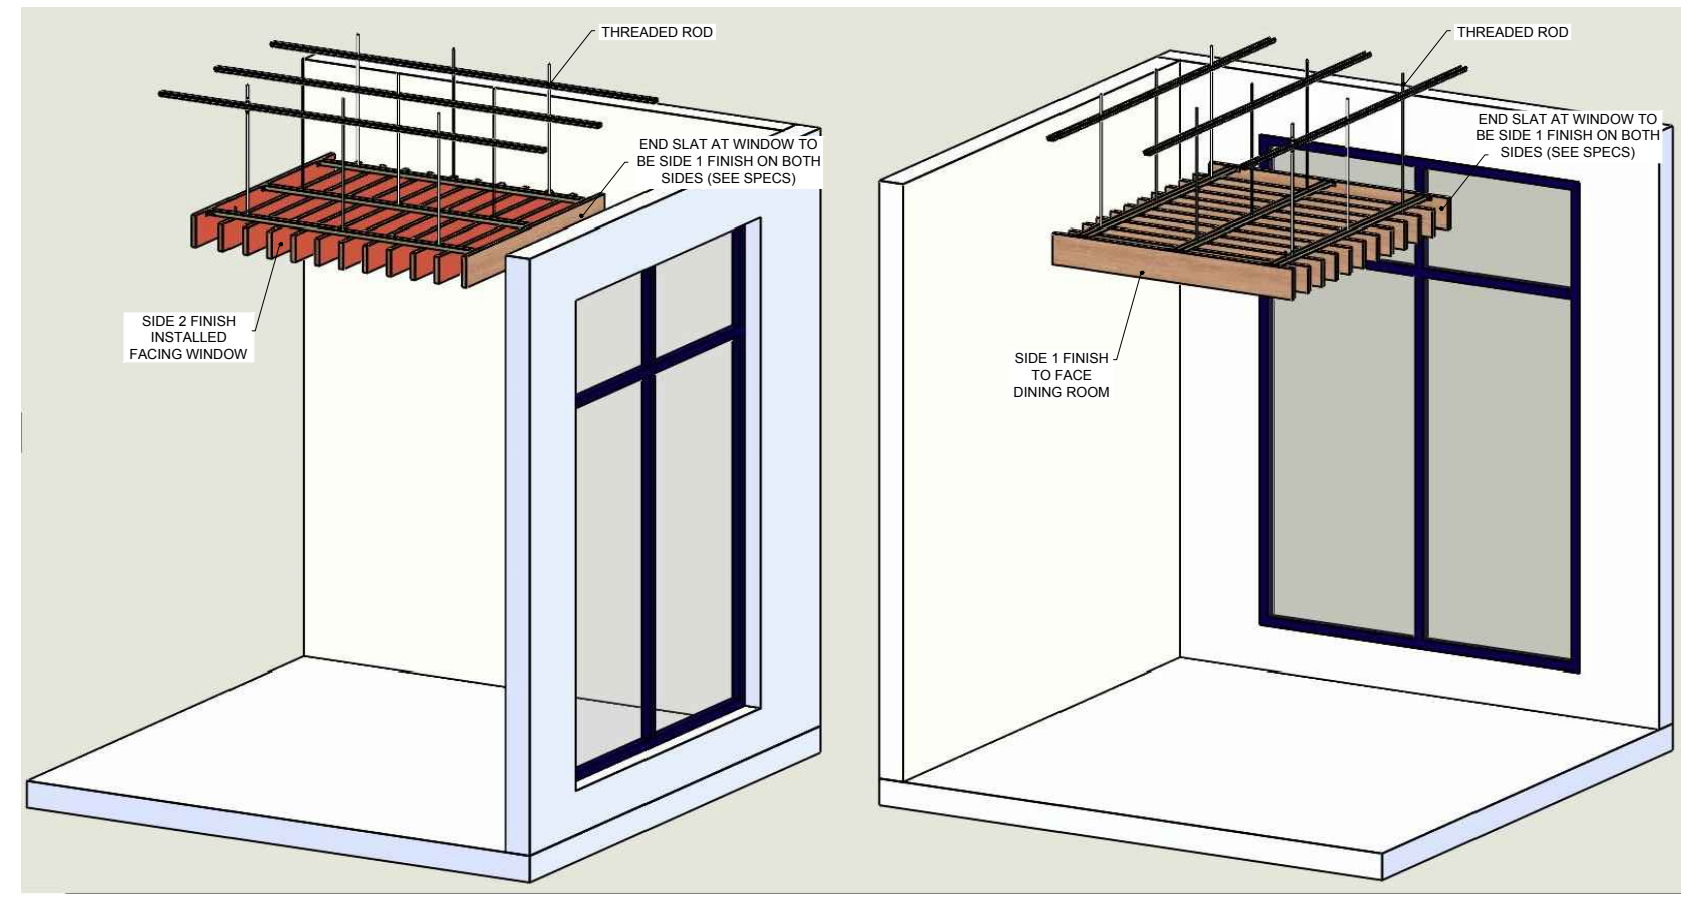 THREADED ROD
END SLAT AT WINDOW TO
BE SIDE 1 FINISH ON BOTH
SIDES (SEE SPECS)
SIDE 2 FINISH
INSTALLED
FACING WINDOW
THREADED ROD
END SLAT AT WINDOW TO
BE SIDE 1 FINISH ON BOTH
SIDES (SEE SPECS)
SIDE 1 FINISH
TO FACE
DINING ROOM